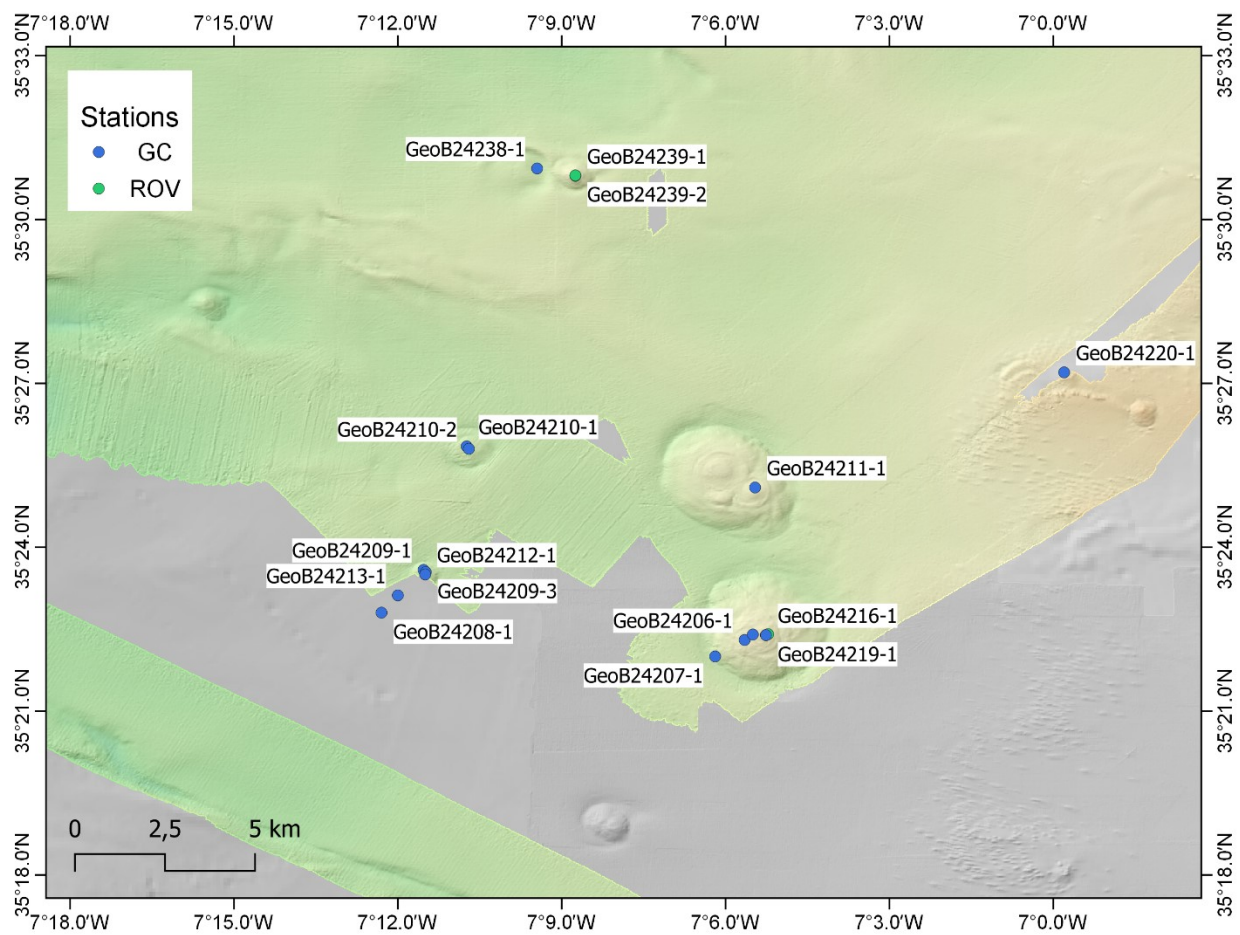 7°18.0'W 7°15.0'W 7°12.0'W 7°9.0'W 7°6.0'W 7°3.0'W 7°0.0'W
35°33.0'N
35°33.0'N
Stations
GC
ROV
GeoB24238-1
GeoB24239-1
GeoB24239-2
35°30.0'N
35°30.0'N
GeoB24220-1
35°27.0'N
35°27.0'N
GeoB24210-2
GeoB24210-1
GeoB24211-1
35°24.0'N
35°24.0'N
GeoB24209-1
GeoB24212-1
GeoB24213-1
GeoB24209-3
GeoB24208-1
GeoB24206-1
GeoB24216-1
GeoB24219-1
GeoB24207-1
35°21.0'N
35°21.0'N
0 2,5 5 km
35°18.0'N
35°18.0'N
7°18.0'W 7°15.0'W 7°12.0'W 7°9.0'W 7°6.0'W 7°3.0'W 7°0.0'W